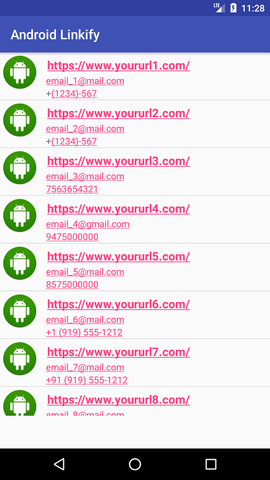 LTE 11:28
Android Linkify
https://www.yoururl1.com/
email_1@mail.com
+(1234)-567
https://www.yoururl2.com/
email_2@mail.com
+(1234)-567
https://www.yoururl3.com/
email_3@mail.com
7563654321
https://www.yoururl4.com/
email_4@gmail.com
9475000000
https://www.yoururl5.com/
email_5@mail.com
8575000000
https://www.yoururl6.com/
email_6@mail.com
+1 (919) 555-1212
https://www.yoururl7.com/
email_7@mail.com
+91 (919) 555-1212
https://www.yoururl8.com/
email_8@mail.com